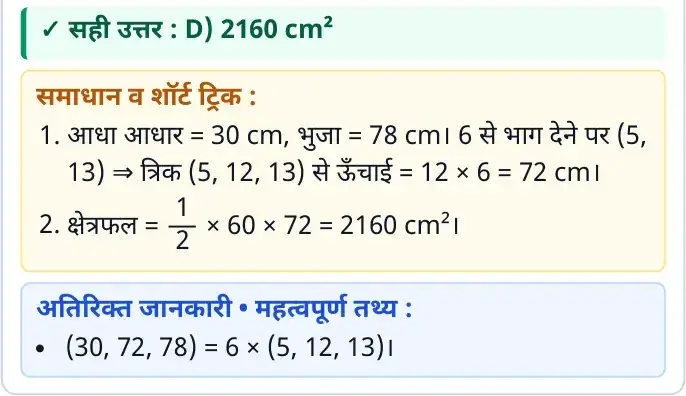 ✓ सही उत्तर : D) 2160 cm²
समाधान व शॉर्ट ट्रिक :
1. आधा आधार = 30 cm, भुजा = 78 cm। 6 से भाग देने पर (5,
13) ⇒ त्रिक (5, 12, 13) से ऊँचाई = 12 × 6 = 72 cm।
2. क्षेत्रफल = 1/2 × 60 × 72 = 2160 cm²।
अतिरिक्त जानकारी • महत्वपूर्ण तथ्य :
• (30, 72, 78) = 6 × (5, 12, 13)।